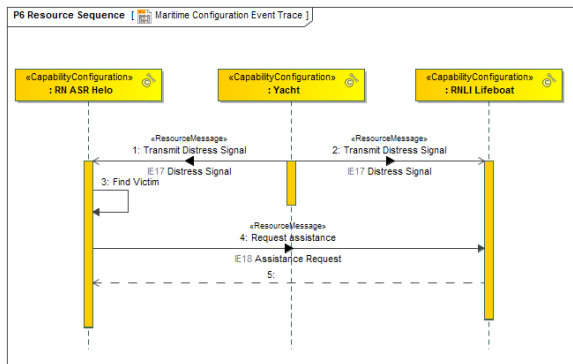 P6 Resource Sequence [ Maritime Configuration Event Trace ]
«CapabilityConfiguration»
: RN ASR Helo
«CapabilityConfiguration»
: Yacht
«CapabilityConfiguration»
: RNLI Lifeboat
«ResourceMessage»
1: Transmit Distress Signal
IE17 Distress Signal
«ResourceMessage»
2: Transmit Distress Signal
IE17 Distress Signal
3: Find Victim
«ResourceMessage»
4: Request assistance
IE18 Assistance Request
5: